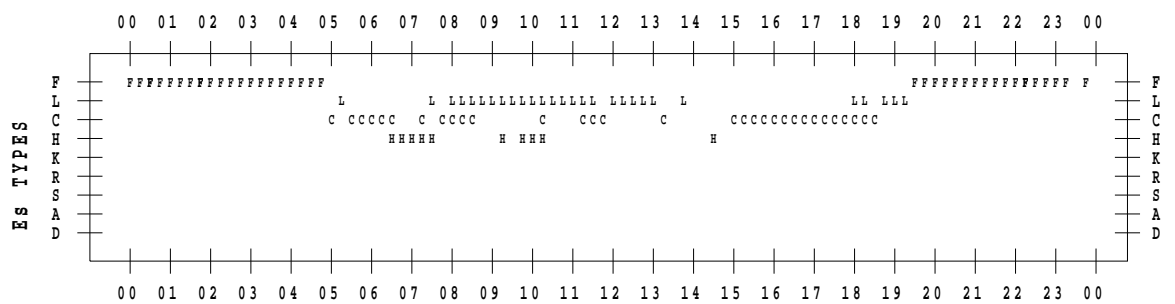 00 01 02 03 04 05 06 07 08 09 10 11 12 13 14 15 16 17 18 19 20 21 22 23 00
F FFFFFFFFFFFFFFFFFFFF FFFFFFFFFFFFFFFF F F
L L L LLLLLLLLLLLLLLL LLLLL L LL LLL L
C C CCCCC C CCCC C CCC C CCCCCCCCCCCCCCC C
H HHHHH H HHH H H
K K
R R
S S
A A
D D
Es TYPES
00 01 02 03 04 05 06 07 08 09 10 11 12 13 14 15 16 17 18 19 20 21 22 23 00